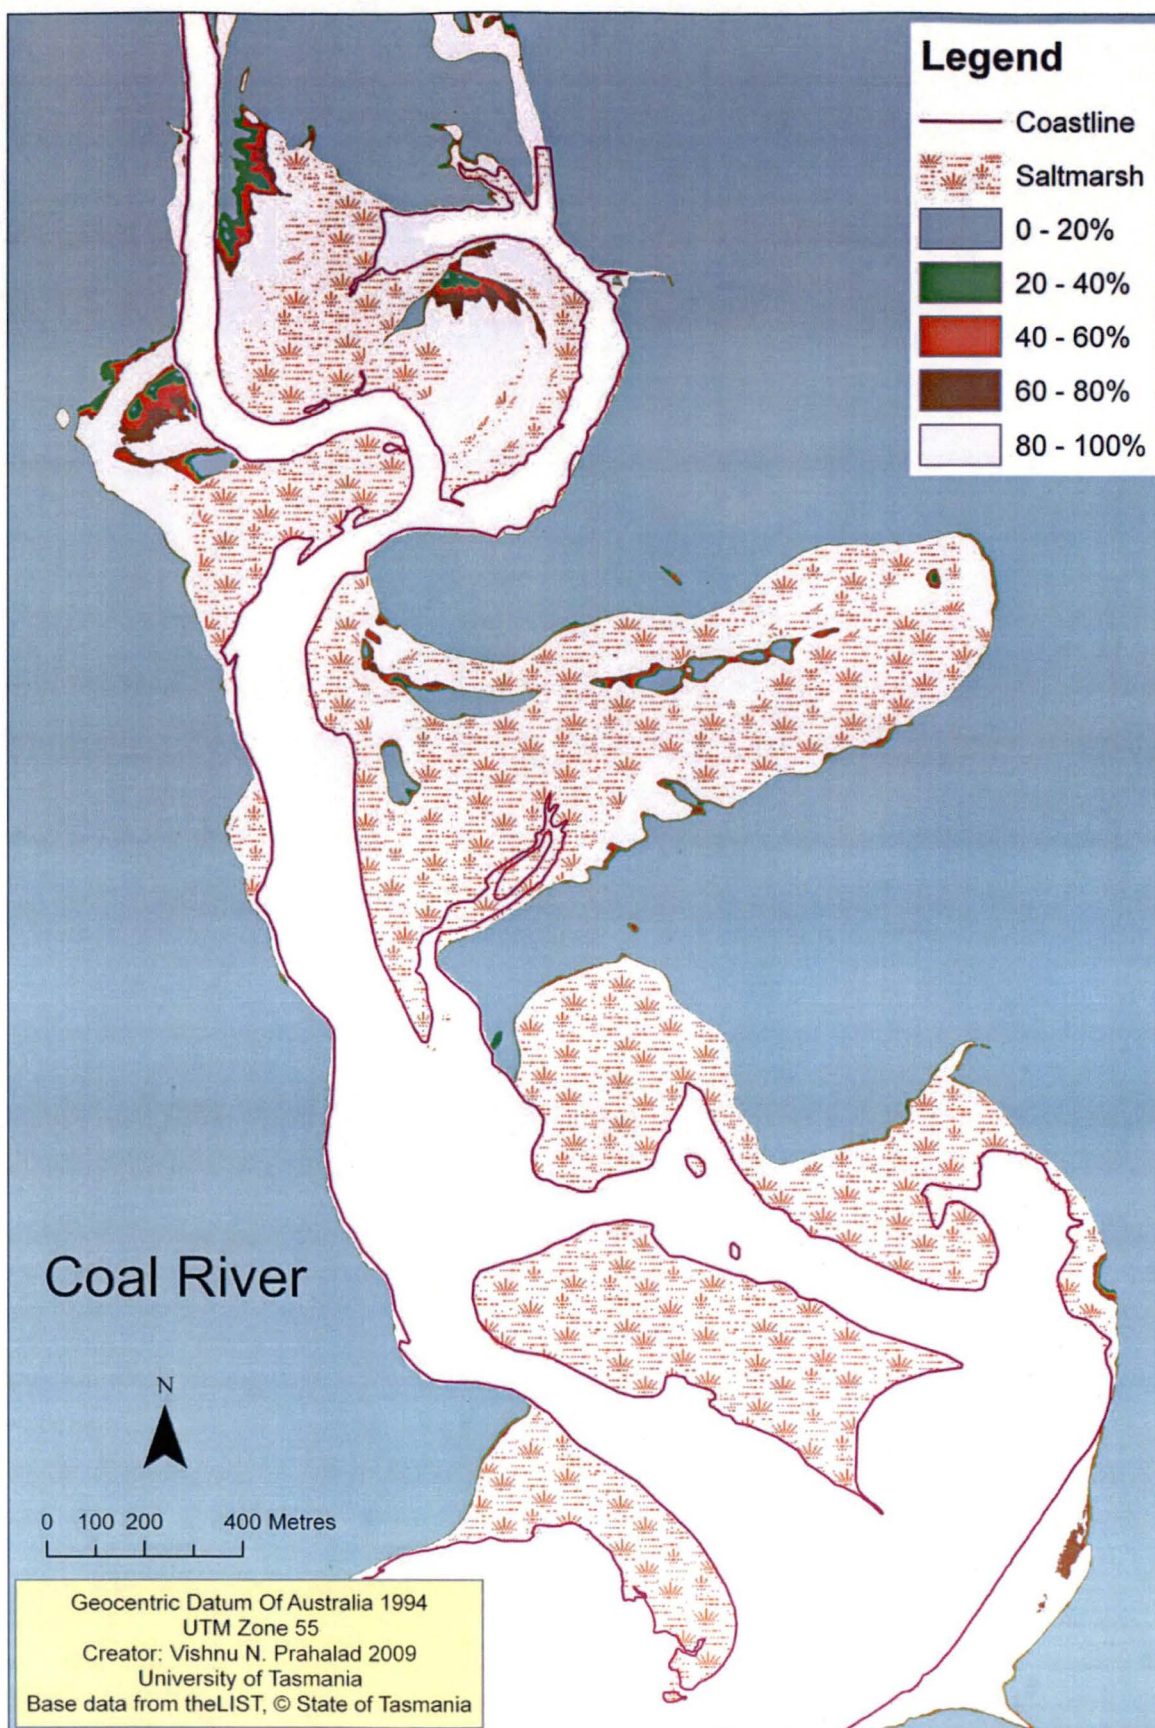 Legend
Coastline
Saltmarsh
0 - 20%
20 - 40%
40 - 60%
60 - 80%
80 - 100%
Coal River
N
0 100 200 400 Metres
Geocentric Datum Of Australia 1994
UTM Zone 55
Creator: Vishnu N. Prahalad 2009
University of Tasmania
Base data from theLIST, © State of Tasmania